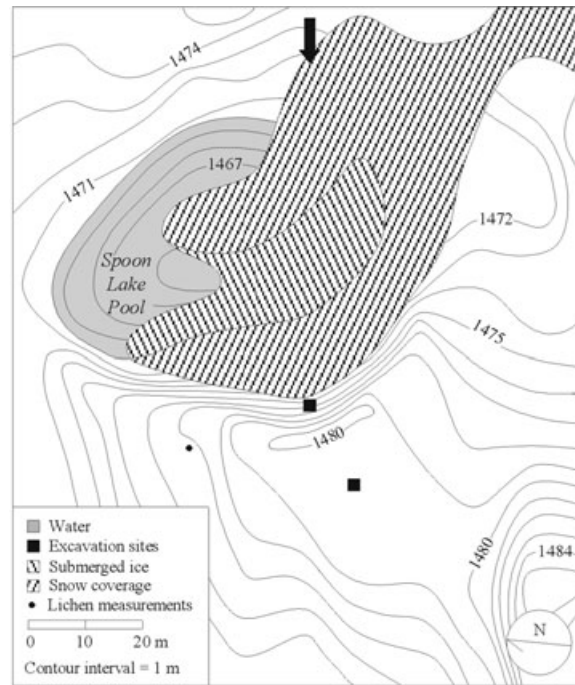 1474
1467
1471
1472
Spoon
Lake
Pool
1475
1480
1480
1484
Water
Excavation sites
Submerged ice
Snow coverage
Lichen measurements
0 10 20 m
Contour interval = 1 m
N